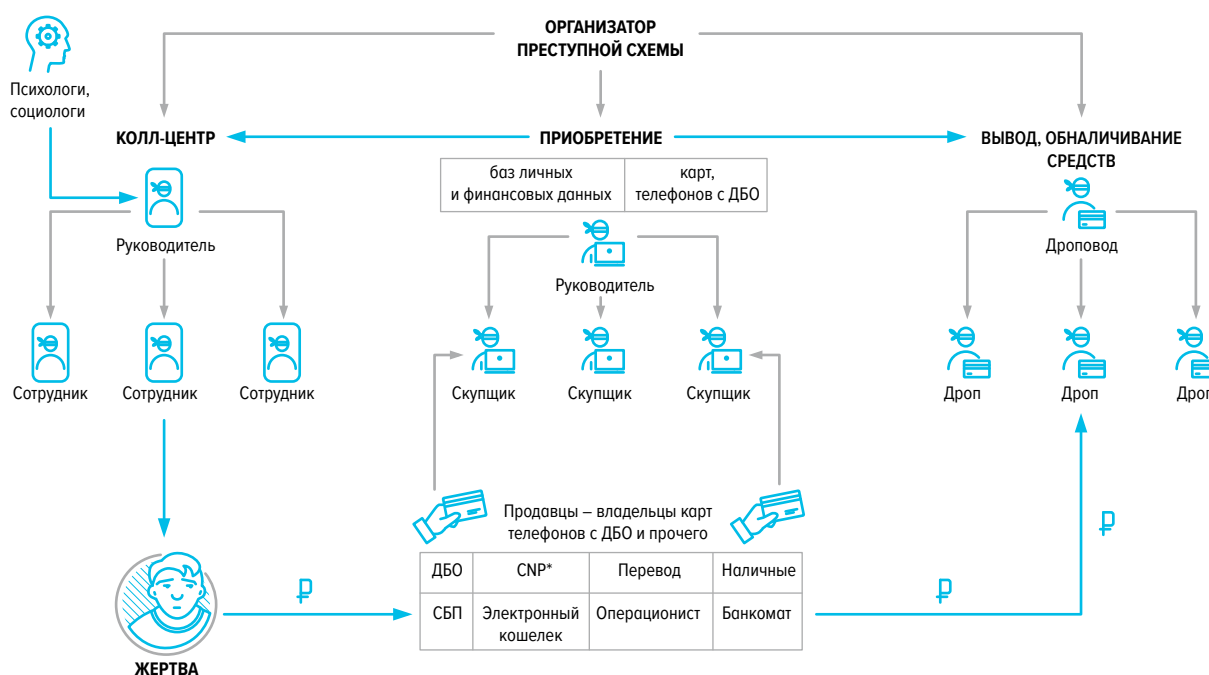 ОРГАНИЗАТОР
ПРЕСТУПНОЙ СХЕМЫ
Психологи,
социологи
КОЛЛ-ЦЕНТР
ПРИОБРЕТЕНИЕ
ВЫВОД, ОБНАЛИЧИВАНИЕ
СРЕДСТВ
баз личных
и финансовых данных
карт,
телефонов с ДБО
Руководитель
Руководитель
Дроповод
Сотрудник
Сотрудник
Сотрудник
Скупщик
Скупщик
Скупщик
Дроп
Дроп
Дроп
Продавцы – владельцы карт
телефонов с ДБО и прочего
ДБО
CNP*
Перевод
Наличные
СБП
Электронный
кошелек
Операционист
Банкомат
₽
₽
₽
ЖЕРТВА